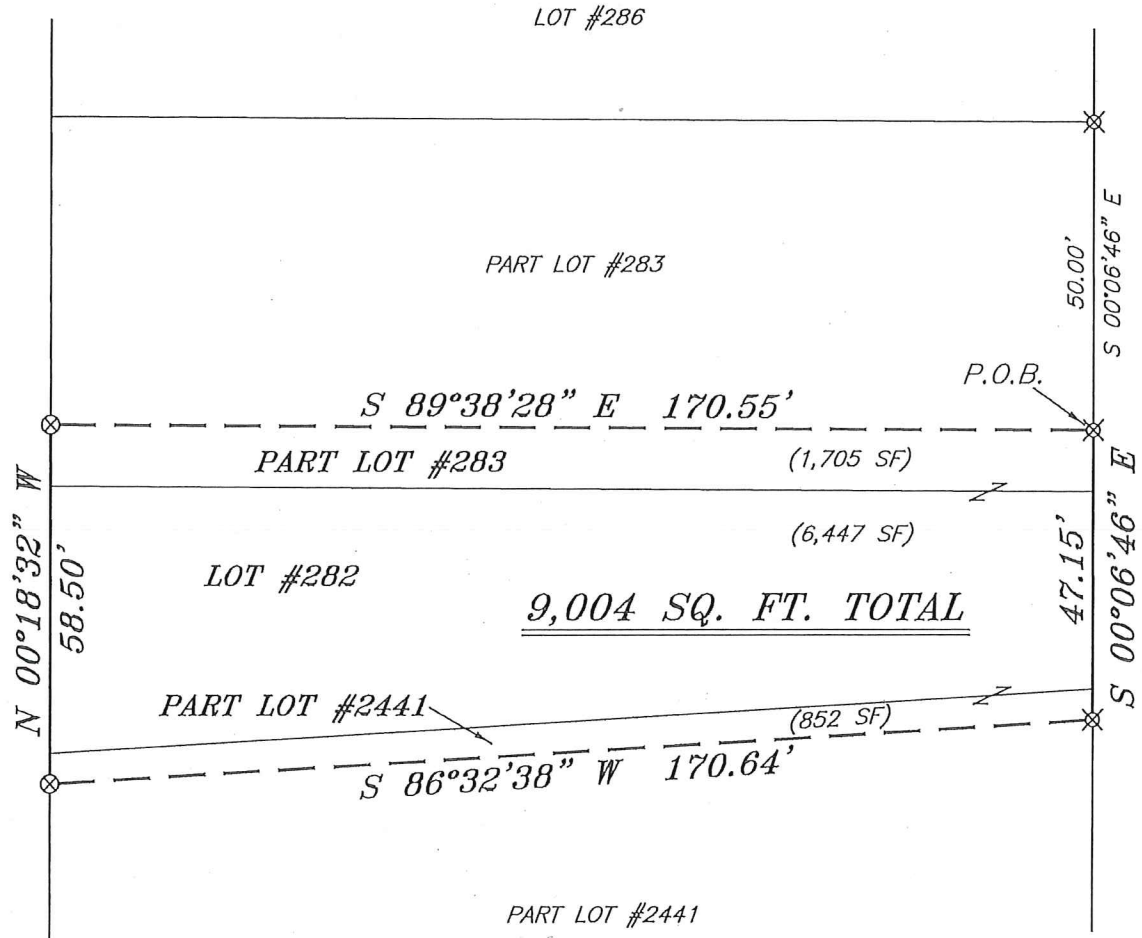 LOT #286
PART LOT #283
50.00'
S 00°06'46" E
P.O.B.
S 89°38'28" E 170.55'
PART LOT #283
(1,705 SF)
N 00°18'32" W
58.50'
(6,447 SF)
LOT #282
9,004 SQ. FT. TOTAL
47.15'
S 00°06'46" E
PART LOT #2441
(852 SF)
S 86°32'38" W 170.64'
PART LOT #2441